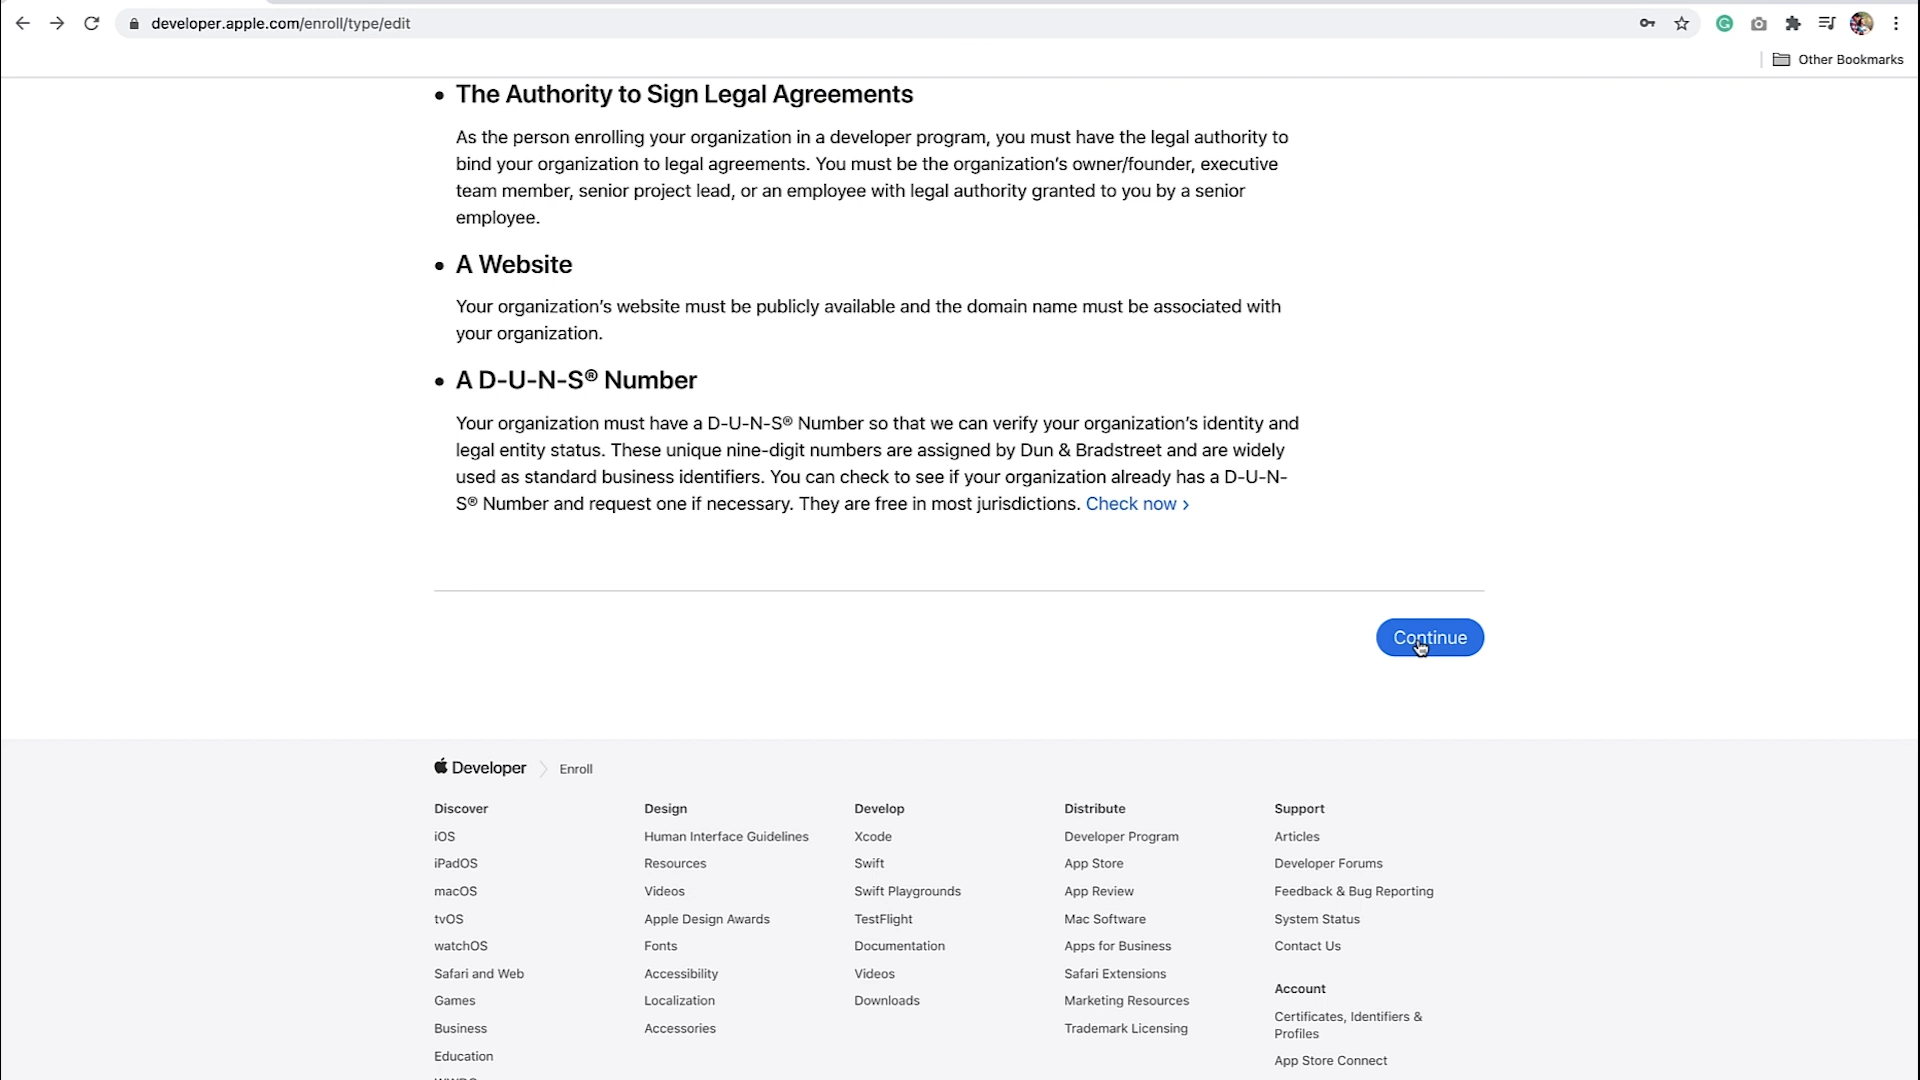 developer.apple.com/enroll/type/edit
Other Bookmarks
• The Authority to Sign Legal Agreements
As the person enrolling your organization in a developer program, you must have the legal authority to
bind your organization to legal agreements. You must be the organization’s owner/founder, executive
team member, senior project lead, or an employee with legal authority granted to you by a senior
employee.
• A Website
Your organization’s website must be publicly available and the domain name must be associated with
your organization.
• A D-U-N-S® Number
Your organization must have a D-U-N-S® Number so that we can verify your organization’s identity and
legal entity status. These unique nine-digit numbers are assigned by Dun & Bradstreet and are widely
used as standard business identifiers. You can check to see if your organization already has a D-U-N-
S® Number and request one if necessary. They are free in most jurisdictions. Check now ›
Continue
Developer
Enroll
Discover
iOS
iPadOS
macOS
tvOS
watchOS
Safari and Web
Games
Business
Education
Design
Human Interface Guidelines
Resources
Videos
Apple Design Awards
Fonts
Accessibility
Localization
Accessories
Develop
Xcode
Swift
Swift Playgrounds
TestFlight
Documentation
Videos
Downloads
Distribute
Developer Program
App Store
App Review
Mac Software
Apps for Business
Safari Extensions
Marketing Resources
Trademark Licensing
Support
Articles
Developer Forums
Feedback & Bug Reporting
System Status
Contact Us
Account
Certificates, Identifiers &
Profiles
App Store Connect